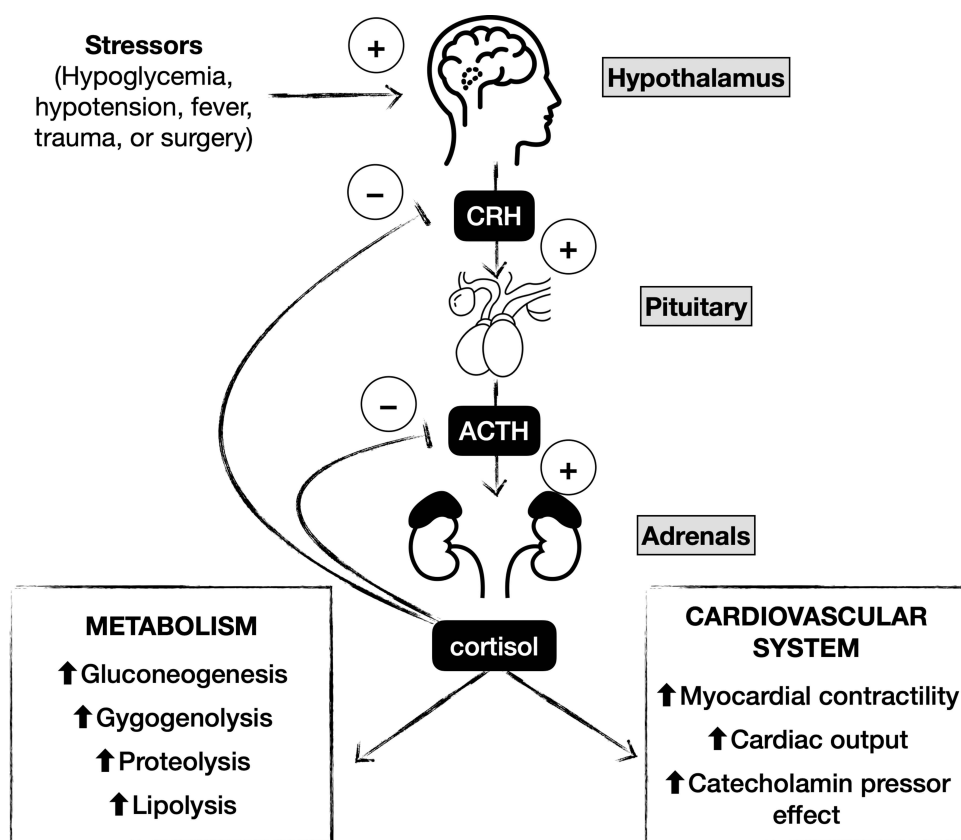 Stressors
(Hypoglycemia,
hypotension, fever,
trauma, or surgery)
+
Hypothalamus
−
CRH
+
Pituitary
−
ACTH
+
Adrenals
cortisol
METABOLISM
⬆Gluconeogenesis
⬆Gygogenolysis
⬆Proteolysis
⬆Lipolysis
CARDIOVASCULAR
SYSTEM
⬆Myocardial contractility
⬆Cardiac output
⬆Catecholamin pressor
effect